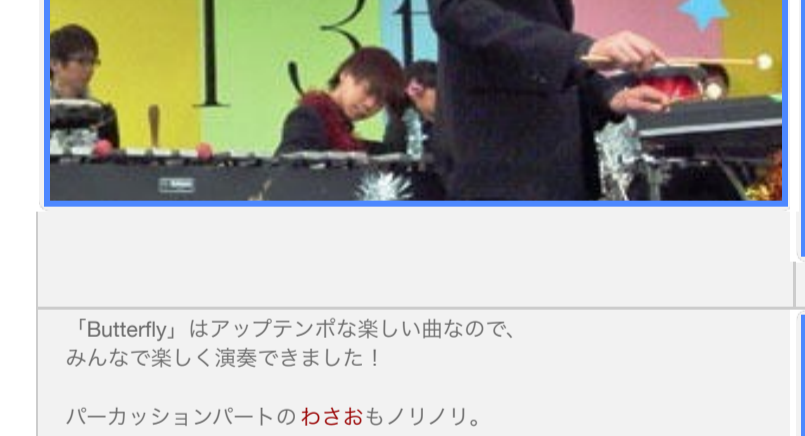 「Butterfly」はアップテンポな楽しい曲なので、
みんなで楽しく演奏できました！
パーカッションパートのわさおもノリノリ。